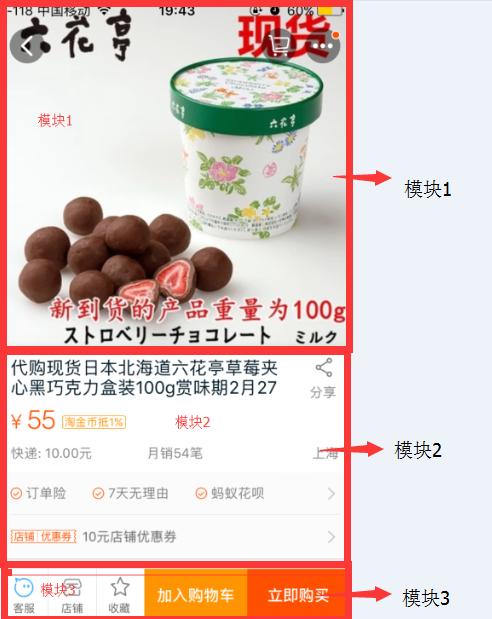 -118 中国移动 19:43 60%
六花亭 现货
模块1
六花亭
模块1
新到货的产品重量为100g
ストロベリーチョコレート ミルク
代购现货日本北海道六花亭草莓夹
心黑巧克力盒装100g赏味期2月27
分享
¥ 55 淘金币抵1% 模块2
快递: 10.00元 月销54笔 上海
模块2
订单险 7天无理由 蚂蚁花呗
店铺 优惠券 10元店铺优惠券
模块3
客服 店铺 收藏 加入购物车 立即购买
模块3